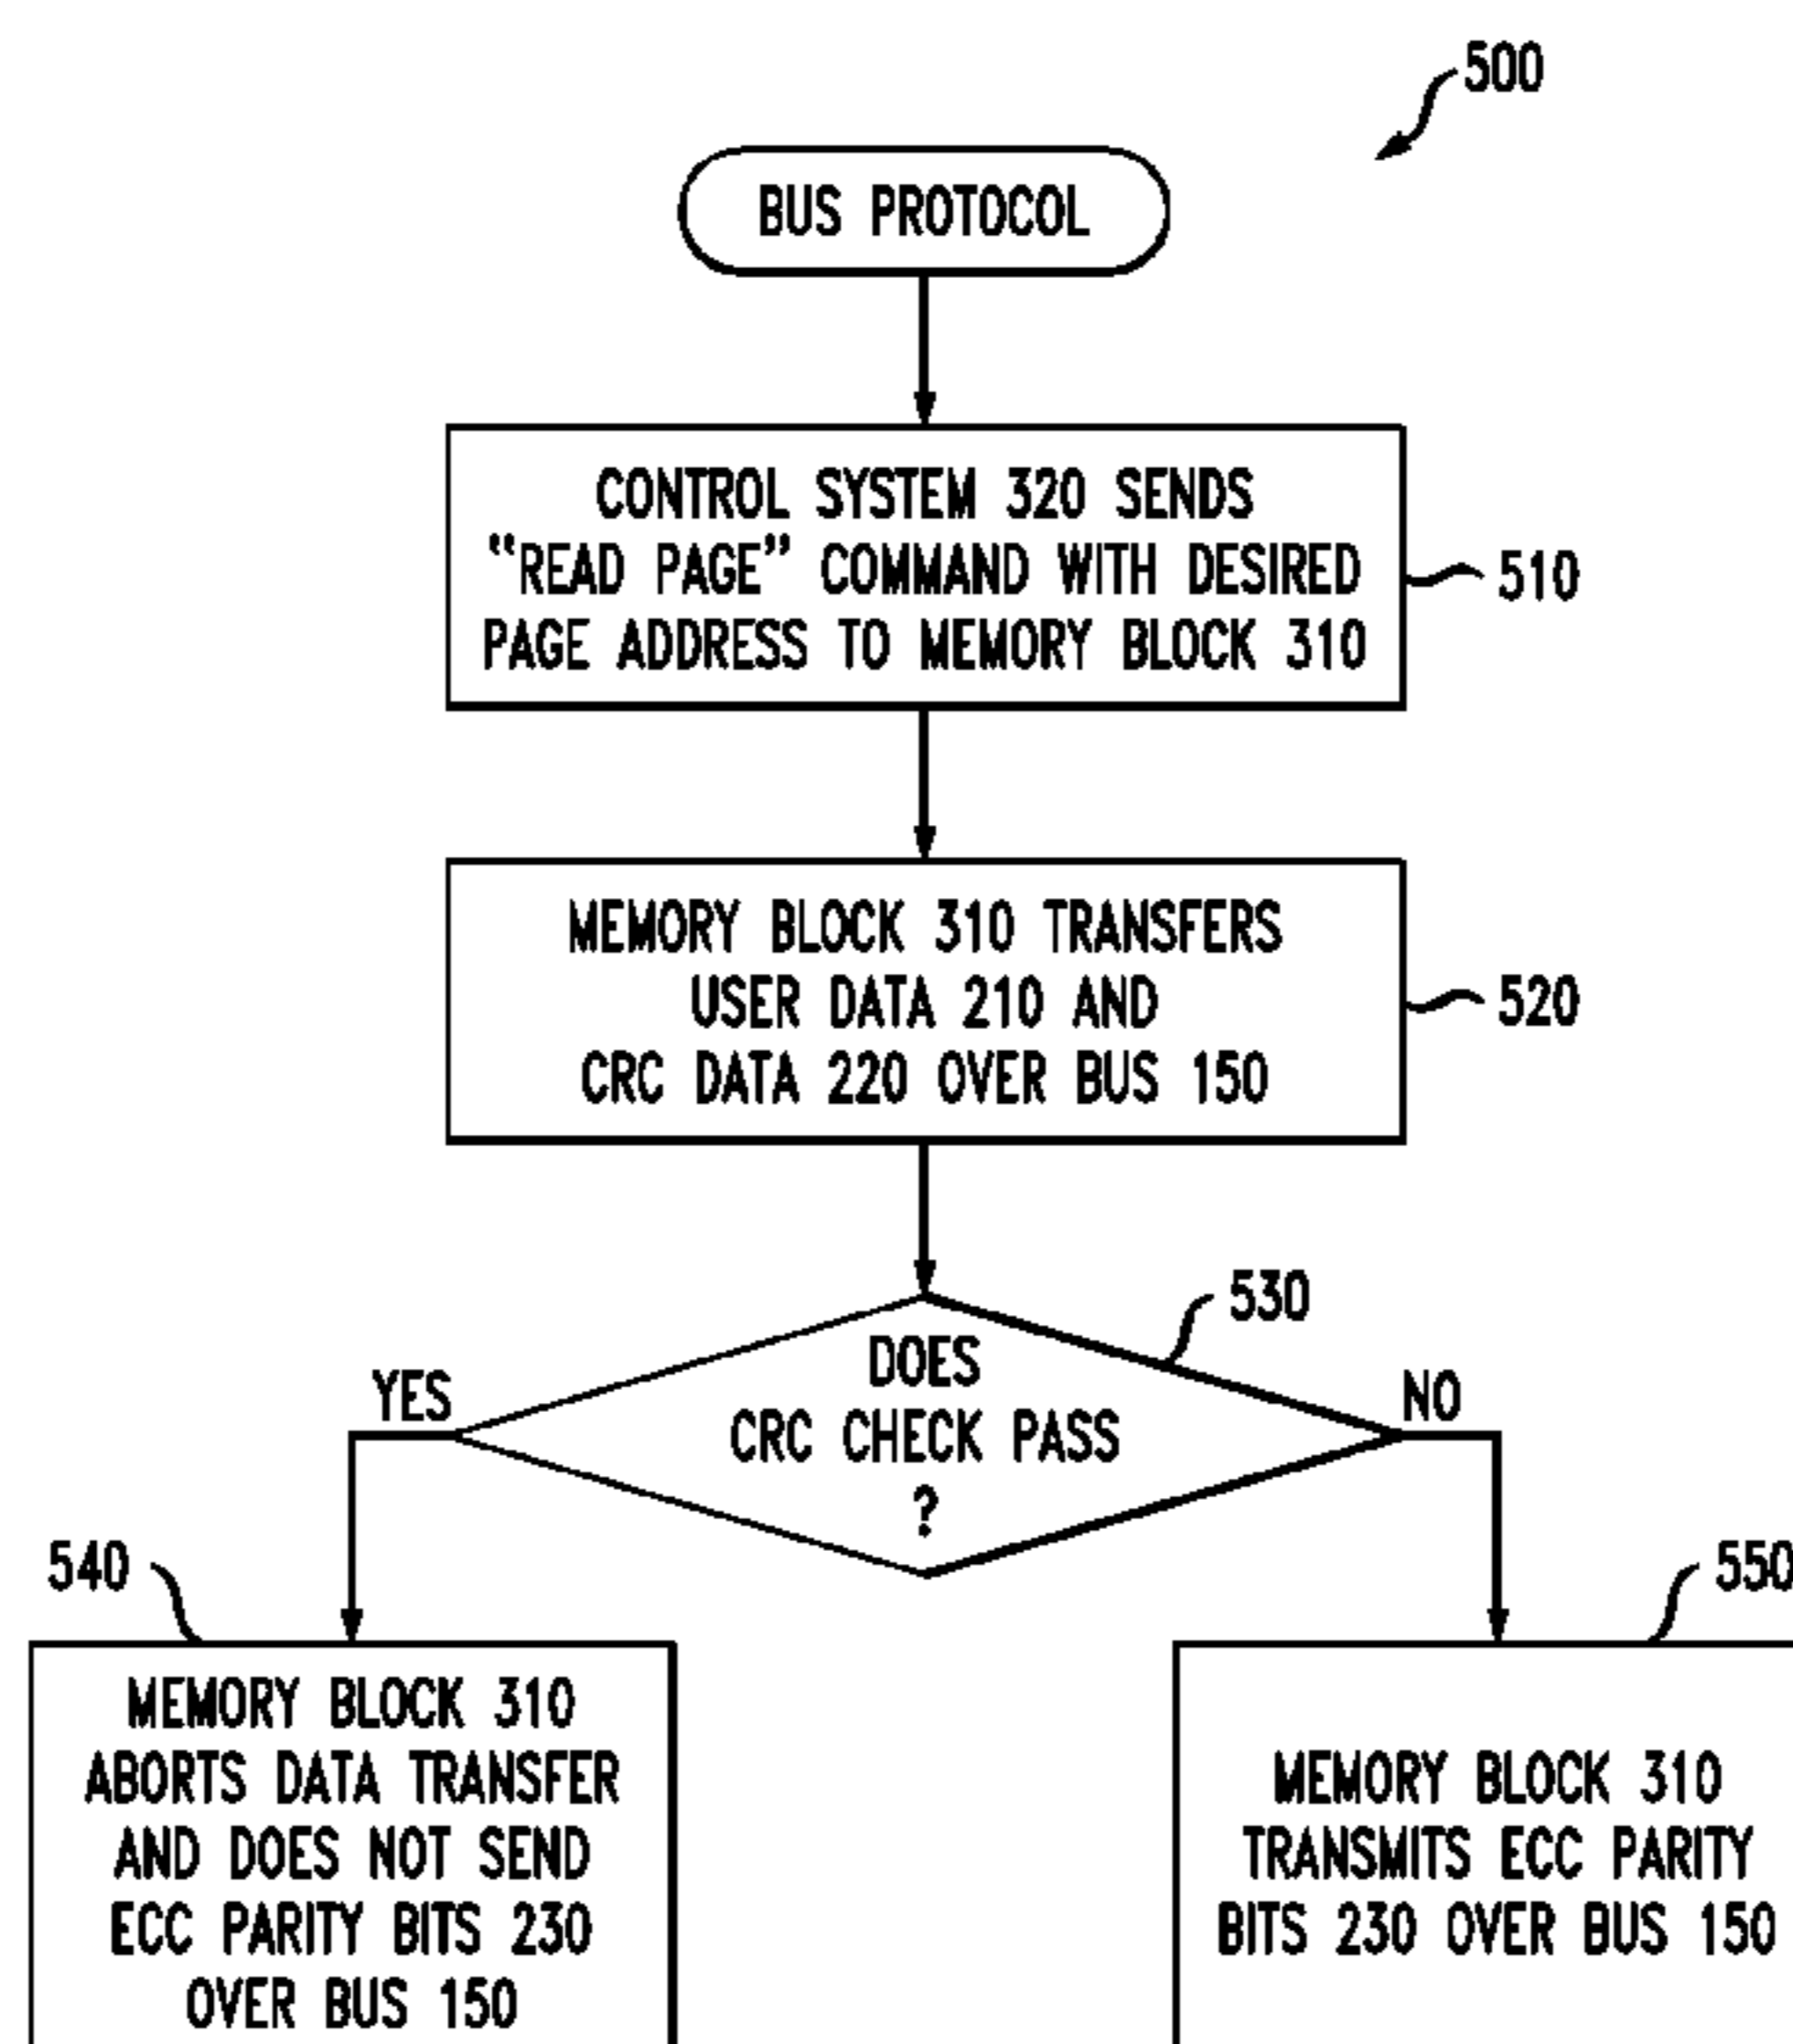 500
BUS PROTOCOL
CONTROL SYSTEM 320 SENDS
“READ PAGE” COMMAND WITH DESIRED
PAGE ADDRESS TO MEMORY BLOCK 310
510
MEMORY BLOCK 310 TRANSFERS
USER DATA 210 AND
CRC DATA 220 OVER BUS 150
520
530
DOES
CRC CHECK PASS
?
YES
NO
540
MEMORY BLOCK 310
ABORTS DATA TRANSFER
AND DOES NOT SEND
ECC PARITY BITS 230
OVER BUS 150
550
MEMORY BLOCK 310
TRANSMITS ECC PARITY
BITS 230 OVER BUS 150